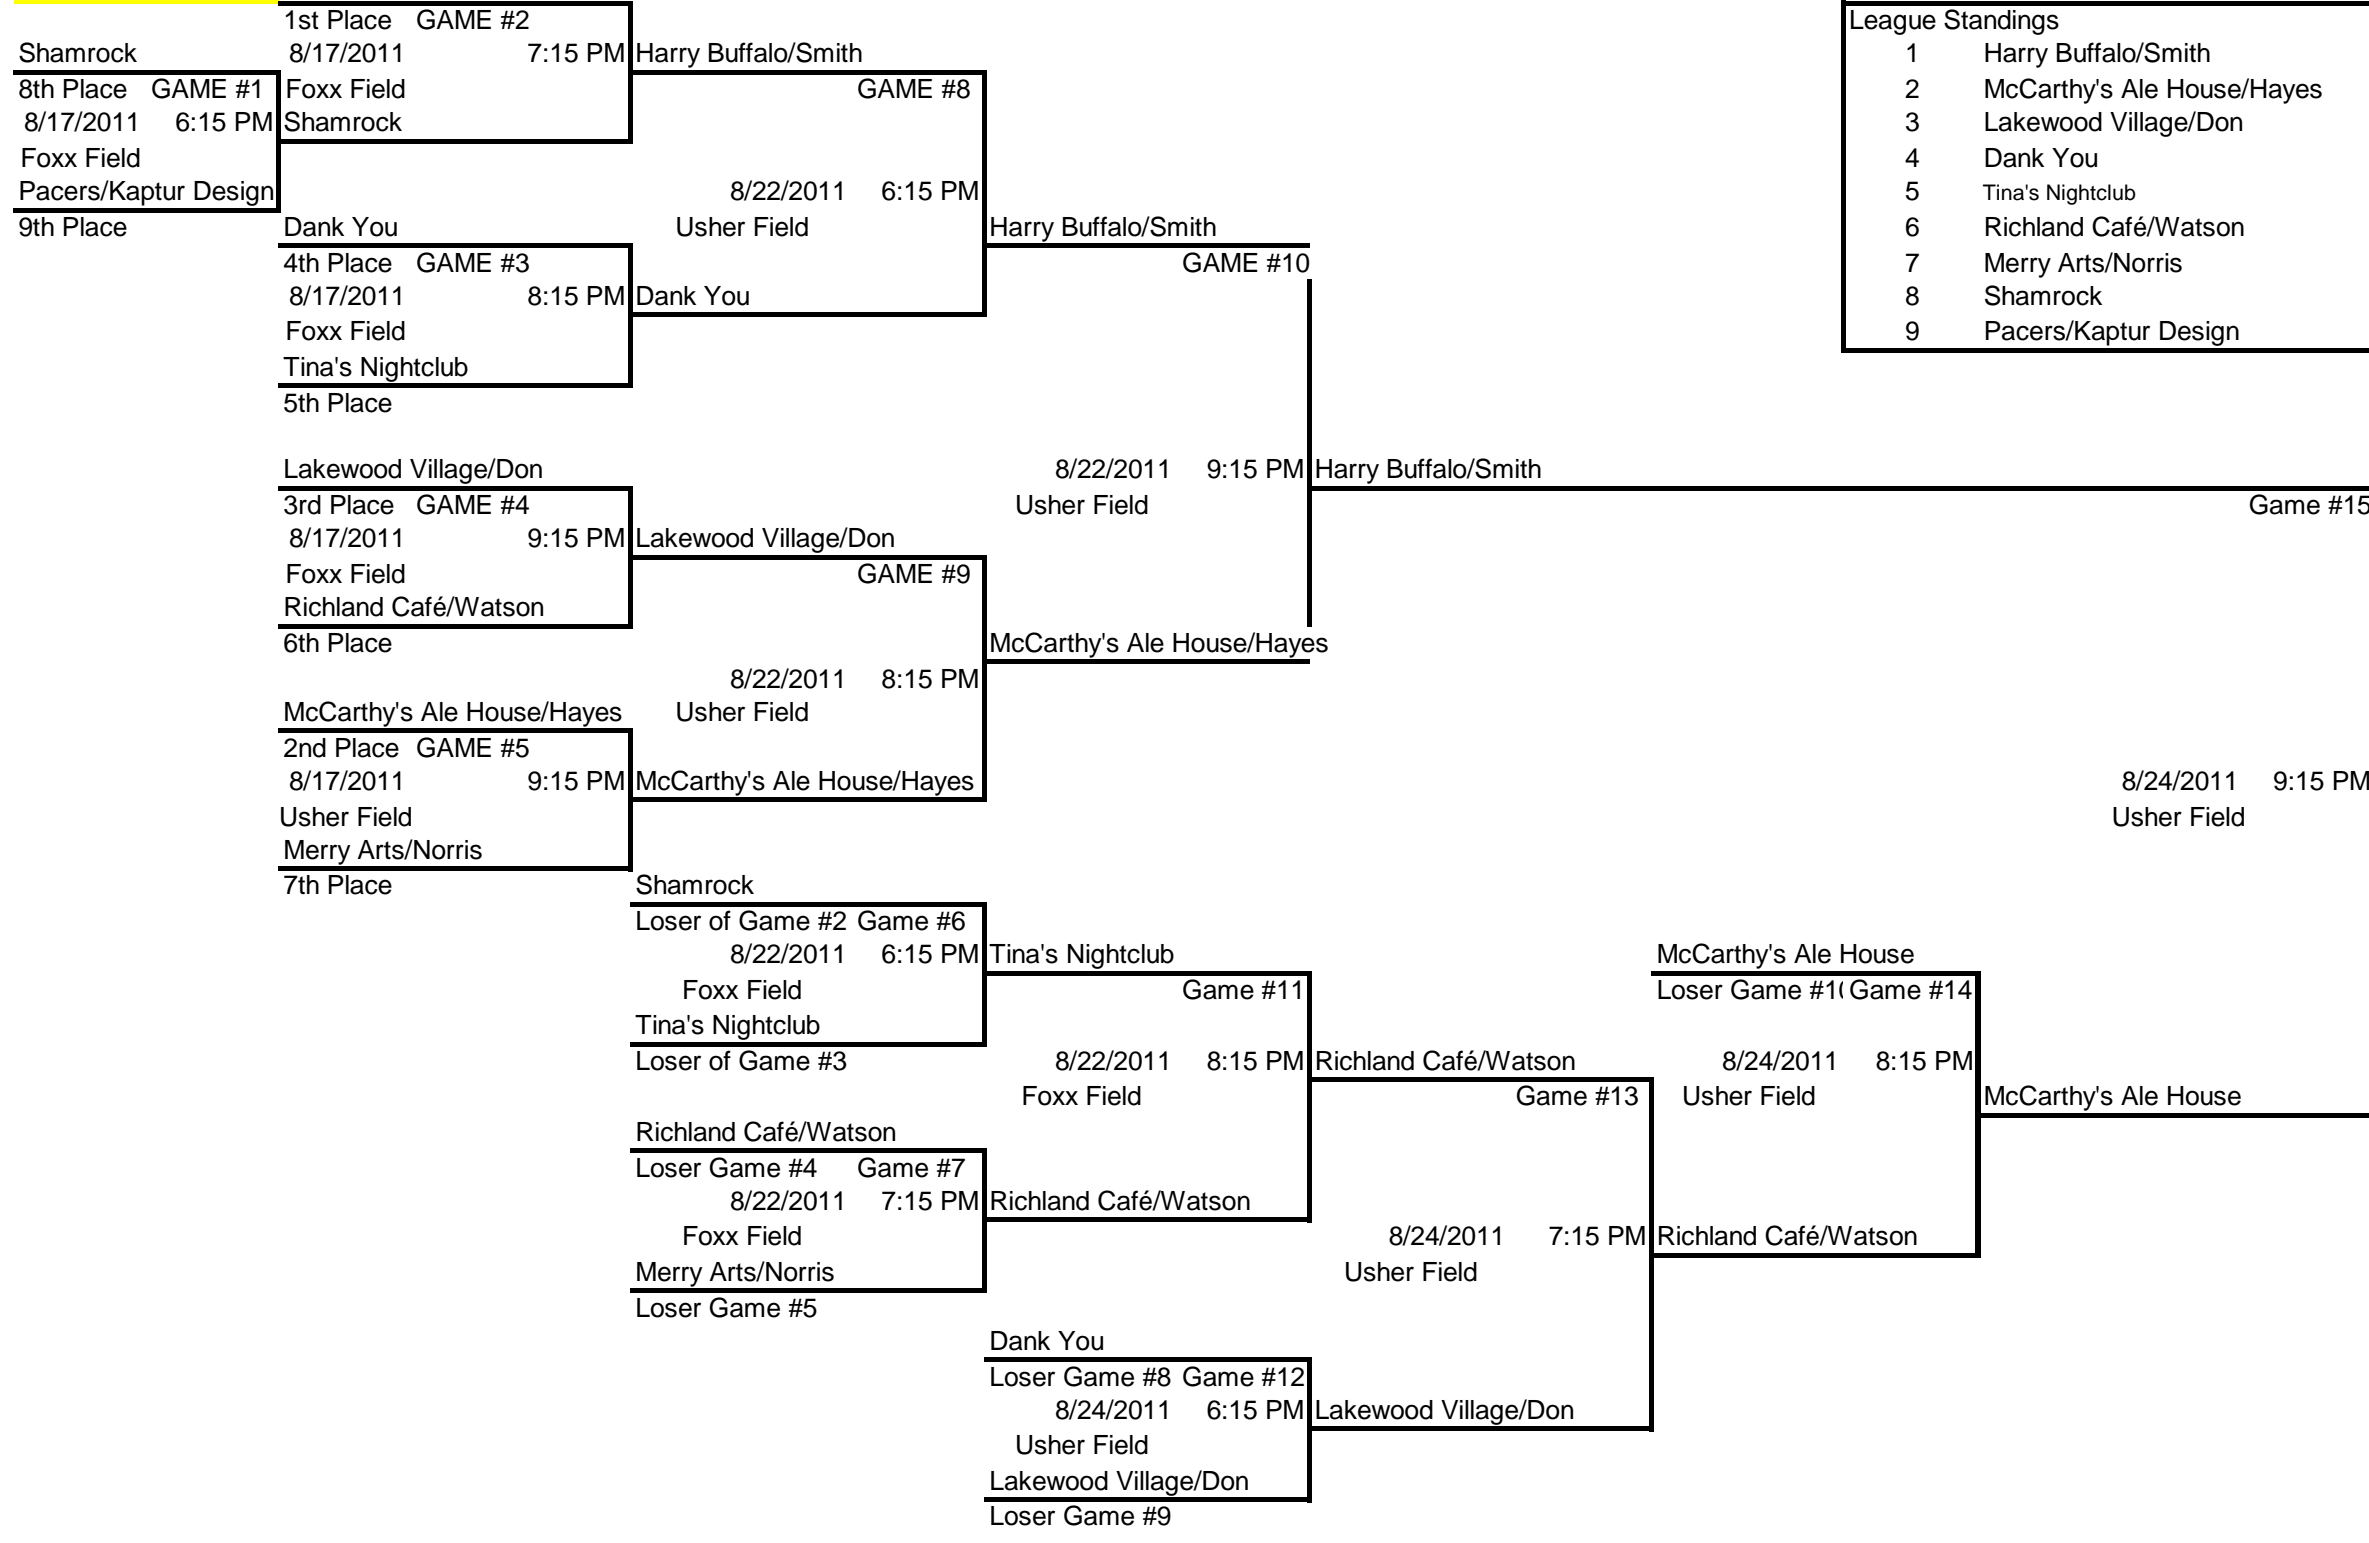 1st Place GAME #2
Shamrock
8/17/2011 7:15 PM
Harry Buffalo/Smith
8th Place GAME #1
Foxx Field
GAME #8
8/17/2011 6:15 PM
Shamrock
Foxx Field
Pacers/Kaptur Design
8/22/2011 6:15 PM
9th Place
Dank You
Usher Field
Harry Buffalo/Smith
4th Place GAME #3
GAME #10
8/17/2011 8:15 PM
Dank You
Foxx Field
Tina's Nightclub
5th Place
League Standings
1 Harry Buffalo/Smith
2 McCarthy's Ale House/Hayes
3 Lakewood Village/Don
4 Dank You
5 Tina's Nightclub
6 Richland Café/Watson
7 Merry Arts/Norris
8 Shamrock
9 Pacers/Kaptur Design
Lakewood Village/Don
8/22/2011 9:15 PM
Harry Buffalo/Smith
3rd Place GAME #4
Usher Field
Game #15
8/17/2011 9:15 PM
Lakewood Village/Don
Foxx Field
GAME #9
Richland Café/Watson
6th Place
McCarthy's Ale House/Hayes
8/22/2011 8:15 PM
McCarthy's Ale House/Hayes
Usher Field
2nd Place GAME #5
8/17/2011 9:15 PM
McCarthy's Ale House/Hayes
8/24/2011 9:15 PM
Usher Field
Usher Field
Merry Arts/Norris
7th Place
Shamrock
Loser of Game #2 Game #6
8/22/2011 6:15 PM
Tina's Nightclub
McCarthy's Ale House
Foxx Field
Game #11
Loser Game #1( Game #14
Tina's Nightclub
Loser of Game #3
8/22/2011 8:15 PM
Richland Café/Watson
8/24/2011 8:15 PM
Foxx Field
Game #13
Usher Field
McCarthy's Ale House
Richland Café/Watson
Loser Game #4 Game #7
8/22/2011 7:15 PM
Richland Café/Watson
Foxx Field
8/24/2011 7:15 PM
Richland Café/Watson
Merry Arts/Norris
Usher Field
Loser Game #5
Dank You
Loser Game #8 Game #12
8/24/2011 6:15 PM
Lakewood Village/Don
Usher Field
Lakewood Village/Don
Loser Game #9